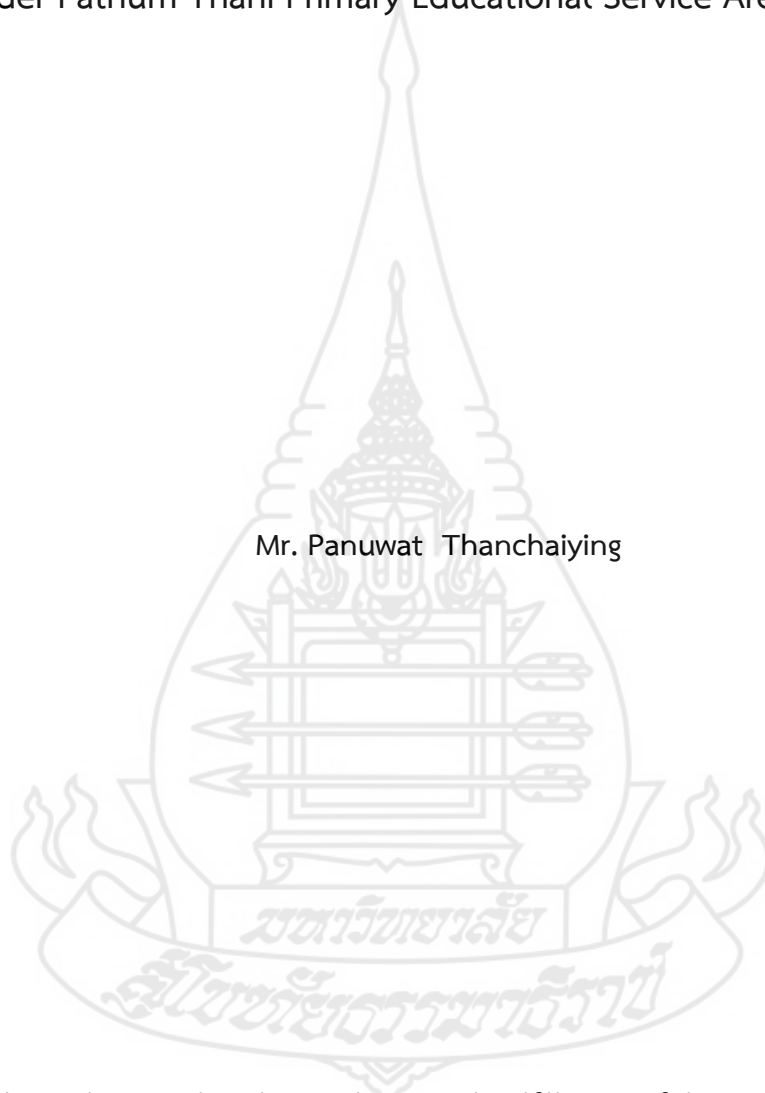 der Pathum Thani Primary Educational Service Are
Mr. Panuwat Thanchaiying
มหาวิทยาลัย
สุโขทัยธรรมาธิราช